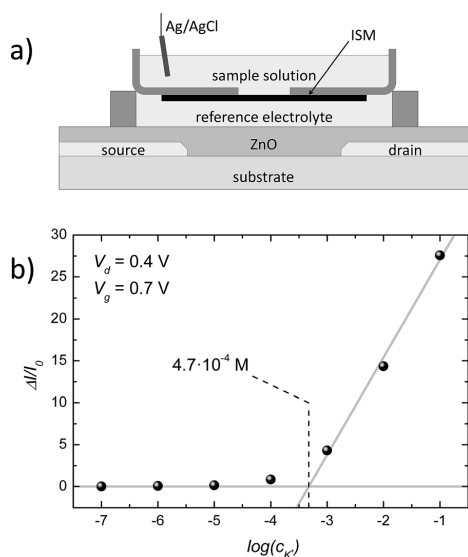 a)
Ag/AgCl
ISM
sample solution
reference electrolyte
ZnO
source
drain
substrate
b)
V_d = 0.4 V
V_g = 0.7 V
4.7·10⁻⁴ M
ΔI/I₀
30
25
20
15
10
5
0
-7 -6 -5 -4 -3 -2 -1
log(c_K⁺)